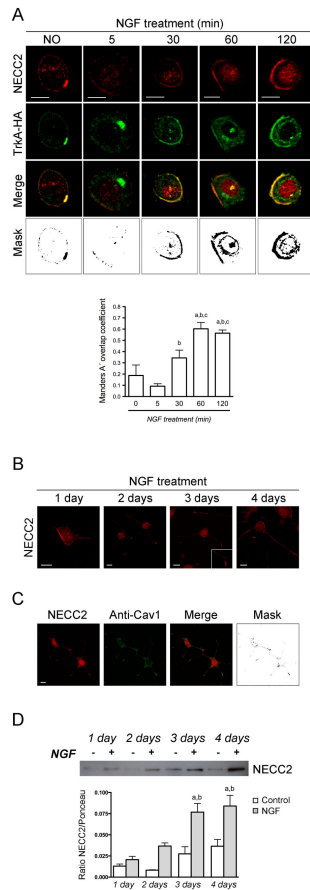 A
NGF treatment (min)
NO 5 30 60 120
NECC2
TrkA-HA
Merge
Mask
Manders A´ overlap coefficient
0.8
0.7
0.6
0.5
0.4
0.3
0.2
0.1
0.0
b
a,b,c
a,b,c
0 5 30 60 120
NGF treatment (min)
B
NGF treatment
1 day 2 days 3 days 4 days
NECC2
C
NECC2 Anti-Cav1 Merge Mask
D
1 day 2 days 3 days 4 days
NGF - + - + - + - +
NECC2
Ratio NECC2/Ponceau
0.100
0.075
0.050
0.025
0.000
a,b
a,b
Control
NGF
1 day 2 days 3 days 4 days